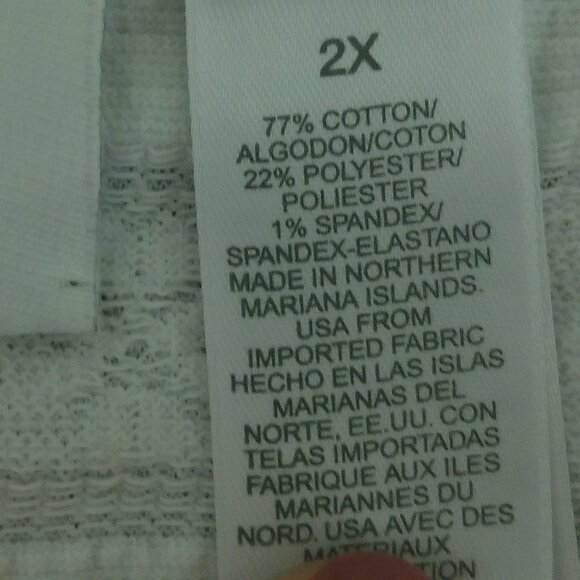 2X
77% COTTON/
ALGODON/COTON
22% POLYESTER/
POLIESTER
1% SPANDEX/
SPANDEX-ELASTANO
MADE IN NORTHERN
MARIANA ISLANDS.
USA FROM
IMPORTED FABRIC
HECHO EN LAS ISLAS
MARIANAS DEL
NORTE, EE.UU. CON
TELAS IMPORTADAS
FABRIQUE AUX ILES
MARIANNES DU
NORD. USA AVEC DES
MATERIAUX